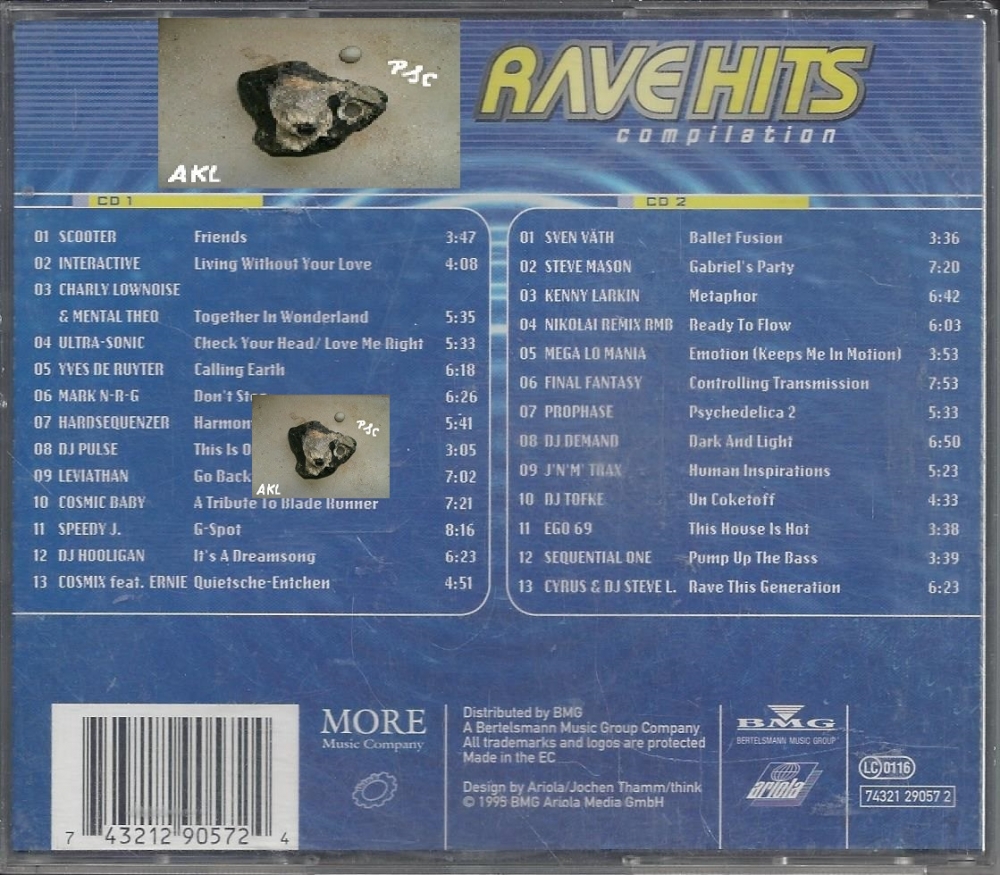 PSC
AKL
RAVE HITS
compilation
CD 1
01 SCOOTER Friends 3:47
02 INTERACTIVE Living Without Your Love 4:08
03 CHARLY LOWNOISE
& MENTAL THEO Together In Wonderland 5:35
04 ULTRA-SONIC Check Your Head/ Love Me Right 5:33
05 YVES DE RUYTER Calling Earth 6:18
06 MARK N-R-G Don't 6:26
07 HARDSEQUENZER 5:41
08 DJ PULSE This Is 3:05
09 LEVIATHAN Go Back 7:02
10 COSMIC BABY A Tribute To Blade Runner 7:21
11 SPEEDY J. G-Spot 8:16
12 DJ HOOLIGAN It's A Dreamsong 6:23
13 COSMIX feat. ERNIE Quietsche-Entchen 4:51
PSC
AKL
CD 2
01 SVEN VÄTH Ballet Fusion 3:36
02 STEVE MASON Gabriel's Party 7:20
03 KENNY LARKIN Metaphor 6:42
04 NIKOLAI REMIX RMB Ready To Flow 6:03
05 MEGA LO MANIA Emotion (Keeps Me In Motion) 3:53
06 FINAL FANTASY Controlling Transmission 7:53
07 PROPHASE Psychedelica 2 5:33
08 DJ DEMAND Dark And Light 6:50
09 J'N'M' TRAX Human Inspirations 5:23
10 DJ TOFKE Un Coketoff 4:33
11 EGO 69 This House Is Hot 3:38
12 SEQUENTIAL ONE Pump Up The Bass 3:39
13 CYRUS & DJ STEVE L. Rave This Generation 6:23
7 43212 90572 4
MORE
Music Company
Distributed by BMG
A Bertelsmann Music Group Company
All trademarks and logos are protected
Made in the EC
Design by Ariola/Jochen Thamm/think
© 1995 BMG Ariola Media GmbH
BMG
BERTELSMANN MUSIC GROUP
ariola
LC 0116
74321 29057 2